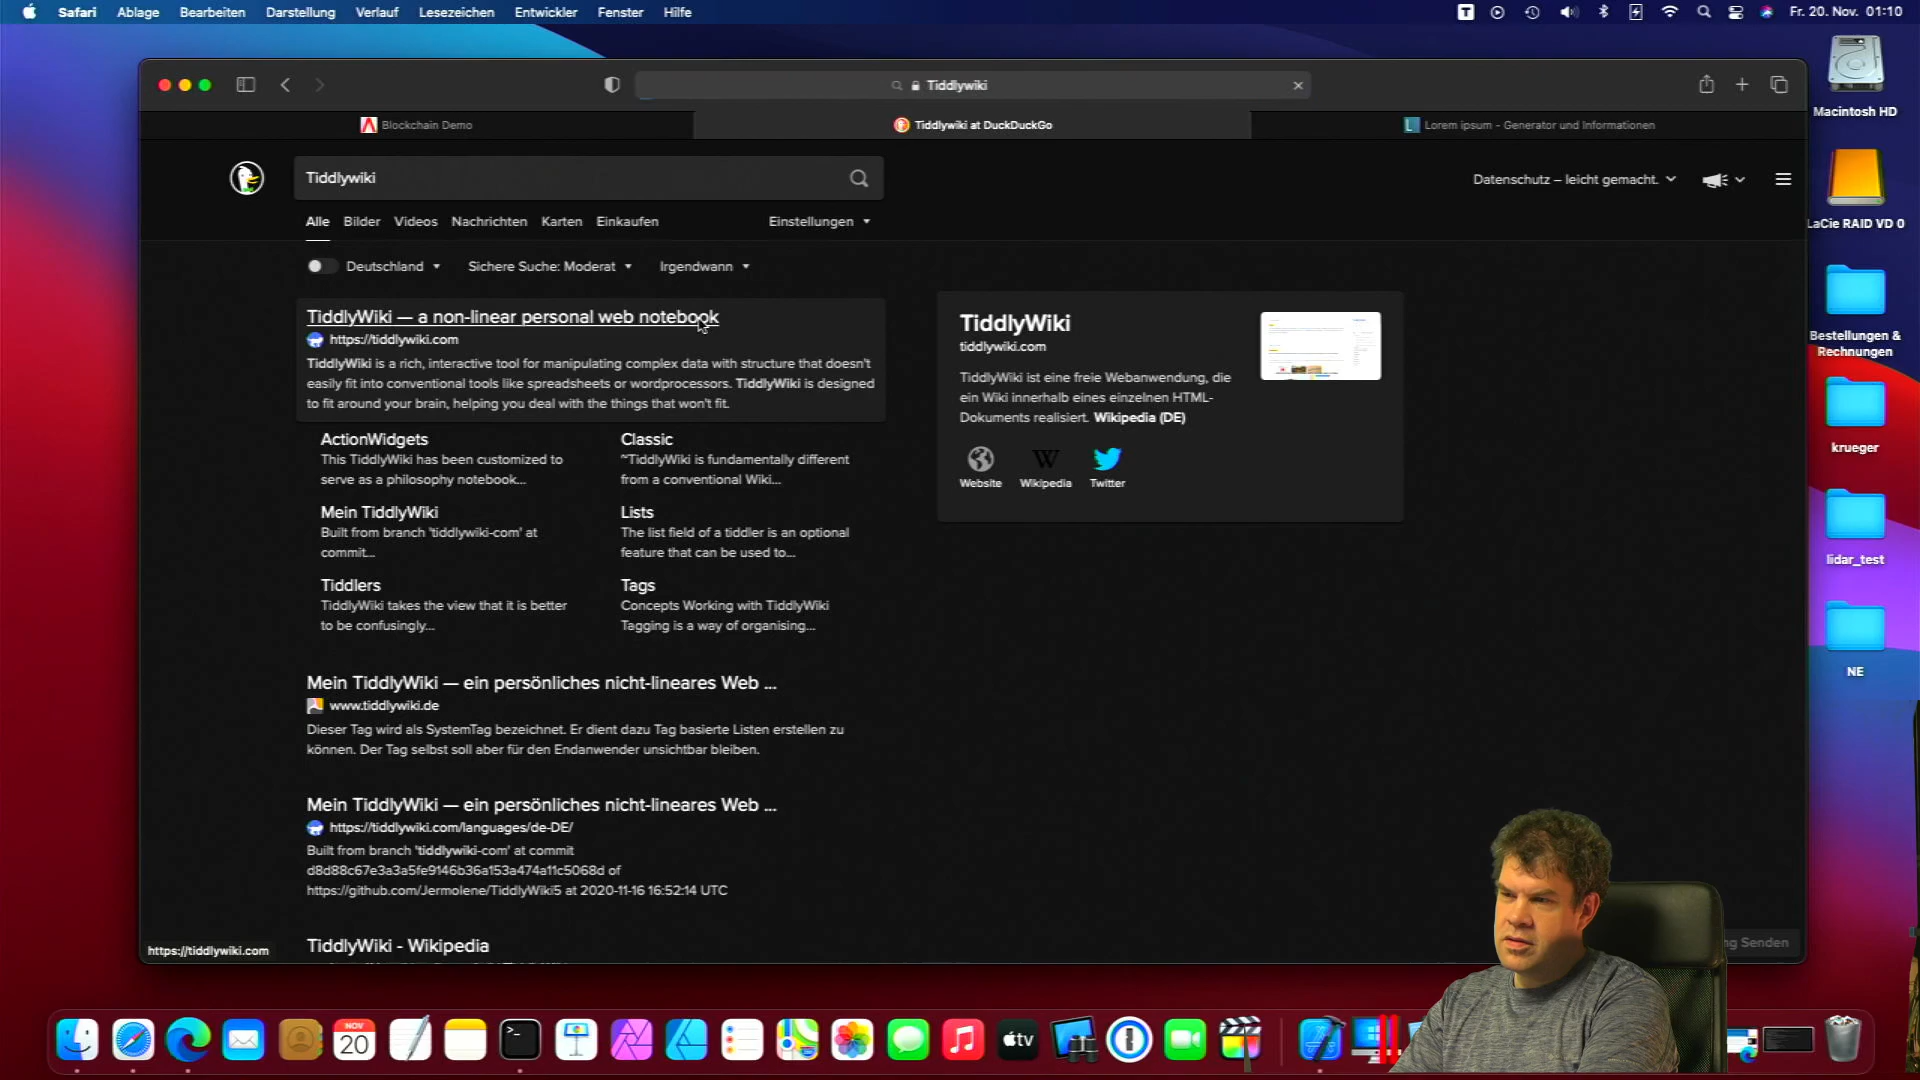 Safari Ablage Bearbeiten Darstellung Verlauf Lesezeichen Entwickler Fenster Hilfe
Fr. 20. Nov. 01:10
Tiddlywiki
Blockchain Demo
Tiddlywiki at DuckDuckGo
Lorem ipsum - Generator und Informationen
Tiddlywiki
Datenschutz – leicht gemacht.
Alle Bilder Videos Nachrichten Karten Einkaufen Einstellungen
Deutschland Sichere Suche: Moderat Irgendwann
TiddlyWiki — a non-linear personal web notebook
https://tiddlywiki.com
TiddlyWiki is a rich, interactive tool for manipulating complex data with structure that doesn't
easily fit into conventional tools like spreadsheets or wordprocessors. TiddlyWiki is designed
to fit around your brain, helping you deal with the things that won't fit.
ActionWidgets
This TiddlyWiki has been customized to
serve as a philosophy notebook...
Classic
~TiddlyWiki is fundamentally different
from a conventional Wiki...
Mein TiddlyWiki
Built from branch 'tiddlywiki-com' at
commit...
Lists
The list field of a tiddler is an optional
feature that can be used to...
Tiddlers
TiddlyWiki takes the view that it is better
to be confusingly...
Tags
Concepts Working with TiddlyWiki
Tagging is a way of organising...
Mein TiddlyWiki — ein persönliches nicht-lineares Web ...
www.tiddlywiki.de
Dieser Tag wird als SystemTag bezeichnet. Er dient dazu Tag basierte Listen erstellen zu
können. Der Tag selbst soll aber für den Endanwender unsichtbar bleiben.
Mein TiddlyWiki — ein persönliches nicht-lineares Web ...
https://tiddlywiki.com/languages/de-DE/
Built from branch 'tiddlywiki-com' at commit
d8d88c67e3a3a5fe9146b36a153a474a11c5068d of
https://github.com/Jermolene/TiddlyWiki5 at 2020-11-16 16:52:14 UTC
TiddlyWiki - Wikipedia
https://tiddlywiki.com
TiddlyWiki
tiddlywiki.com
TiddlyWiki ist eine freie Webanwendung, die
ein Wiki innerhalb eines einzelnen HTML-
Dokuments realisiert. Wikipedia (DE)
W
Website Wikipedia Twitter
ng Senden
Macintosh HD
LaCie RAID VD 0
Bestellungen &
Rechnungen
krueger
lidar_test
NE
NOV
20
tv